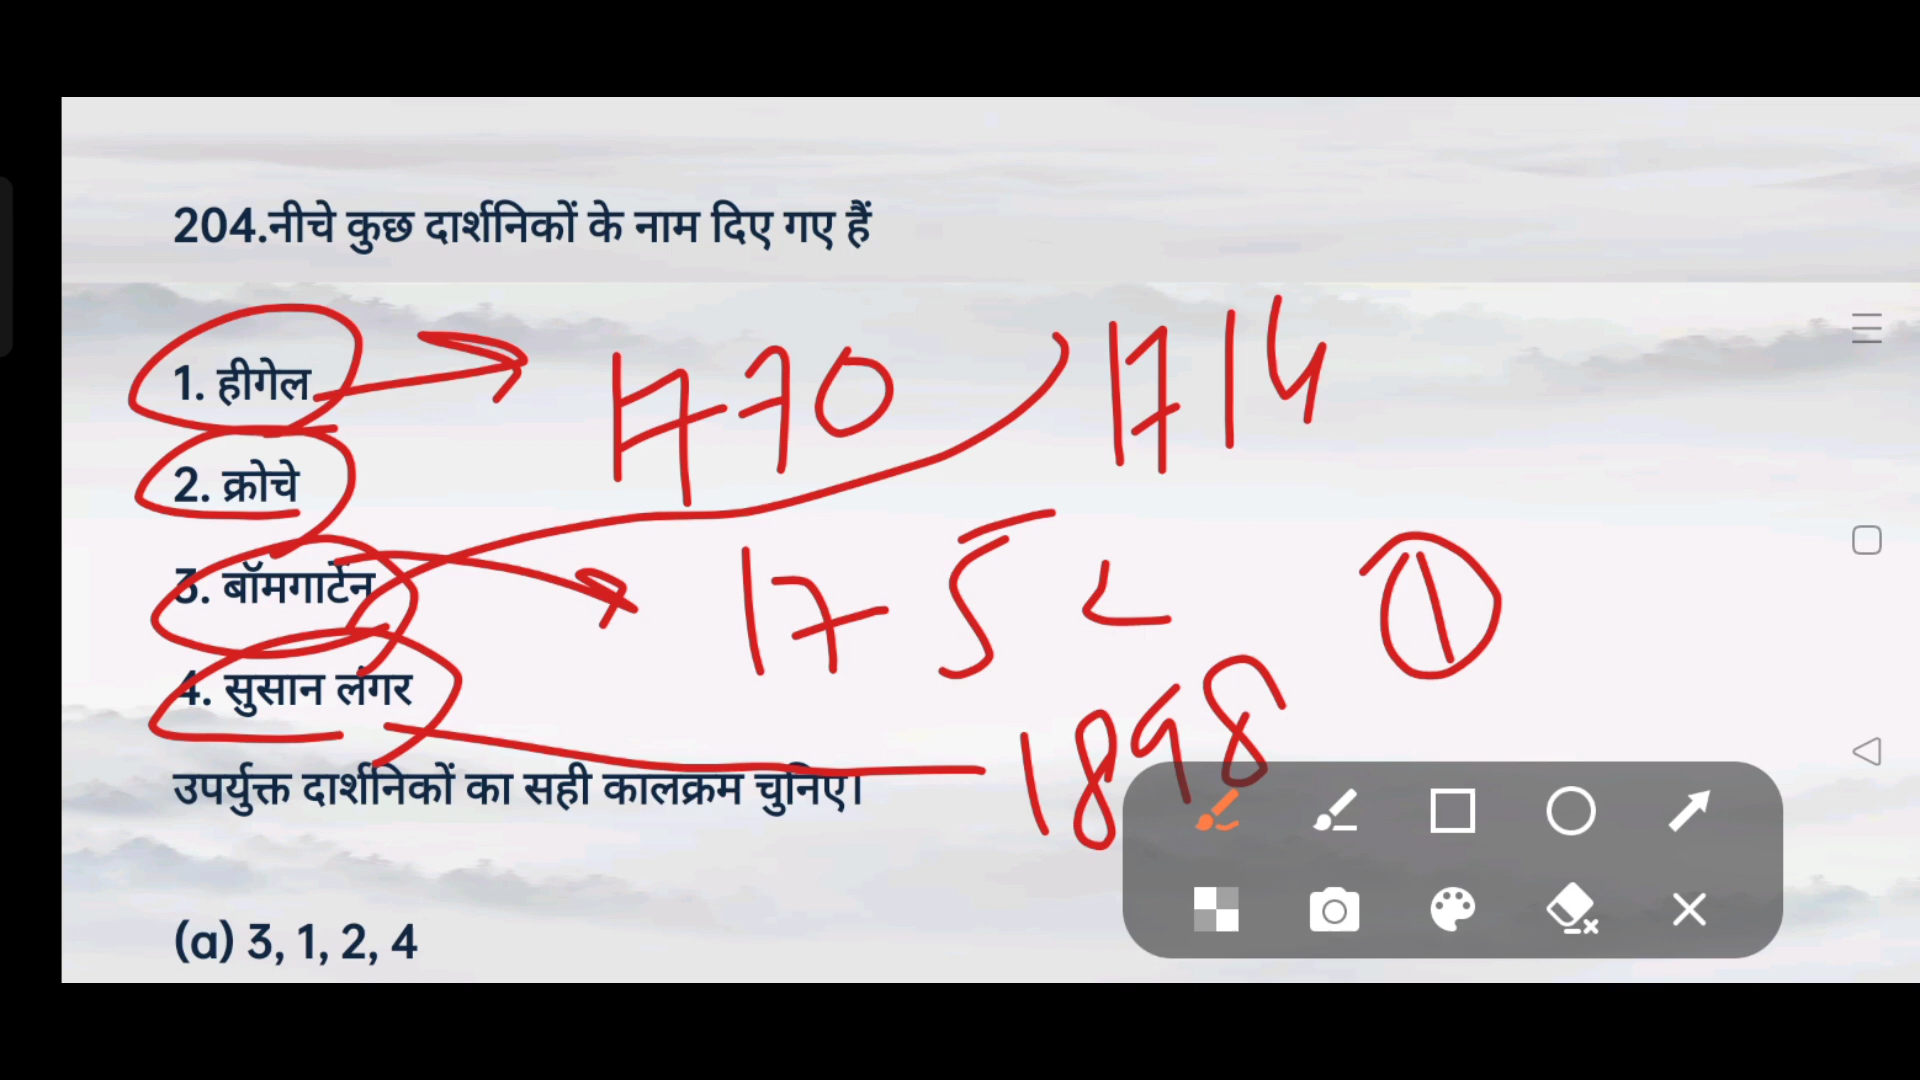 204.नीचे कुछ दार्शनिकों के नाम दिए गए हैं
1. हीगेल
1770
1714
2. क्रोचे
3. बॉमगार्टन
175
1
4. सुसान लंगर
1898
उपर्युक्त दार्शनिकों का सही कालक्रम चुनिए।
(a) 3, 1, 2, 4